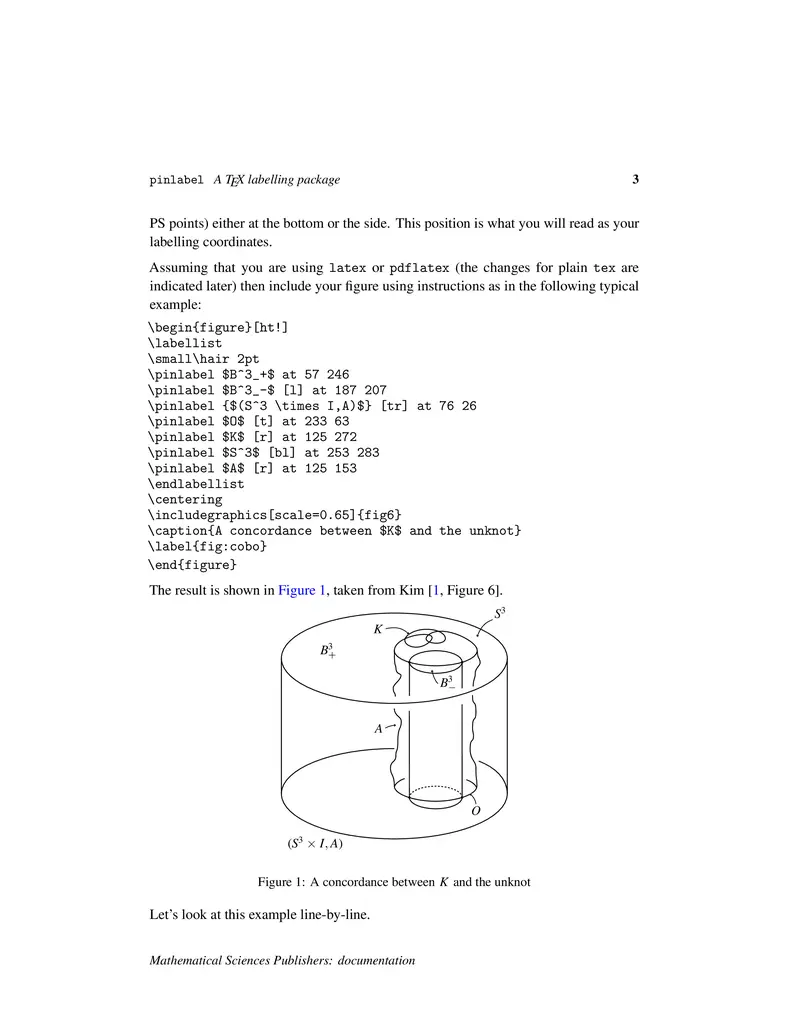 pinlabel A TEX labelling package 3
PS points) either at the bottom or the side. This position is what you will read as your
labelling coordinates.
Assuming that you are using latex or pdflatex (the changes for plain tex are
indicated later) then include your figure using instructions as in the following typical
example:
\begin{figure}[ht!]
\labellist
\small\hair 2pt
\pinlabel $B^3_+$ at 57 246
\pinlabel $B^3_-$ [l] at 187 207
\pinlabel {$(S^3 \times I,A)$} [tr] at 76 26
\pinlabel $O$ [t] at 233 63
\pinlabel $K$ [r] at 125 272
\pinlabel $S^3$ [bl] at 253 283
\pinlabel $A$ [r] at 125 153
\endlabellist
\centering
\includegraphics[scale=0.65]{fig6}
\caption{A concordance between $K$ and the unknot}
\label{fig:cobo}
\end{figure}
The result is shown in Figure 1, taken from Kim [1, Figure 6].
S³
K
B³₊
B³₋
A
O
(S³ × I, A)
Figure 1: A concordance between K and the unknot
Let's look at this example line-by-line.
Mathematical Sciences Publishers: documentation